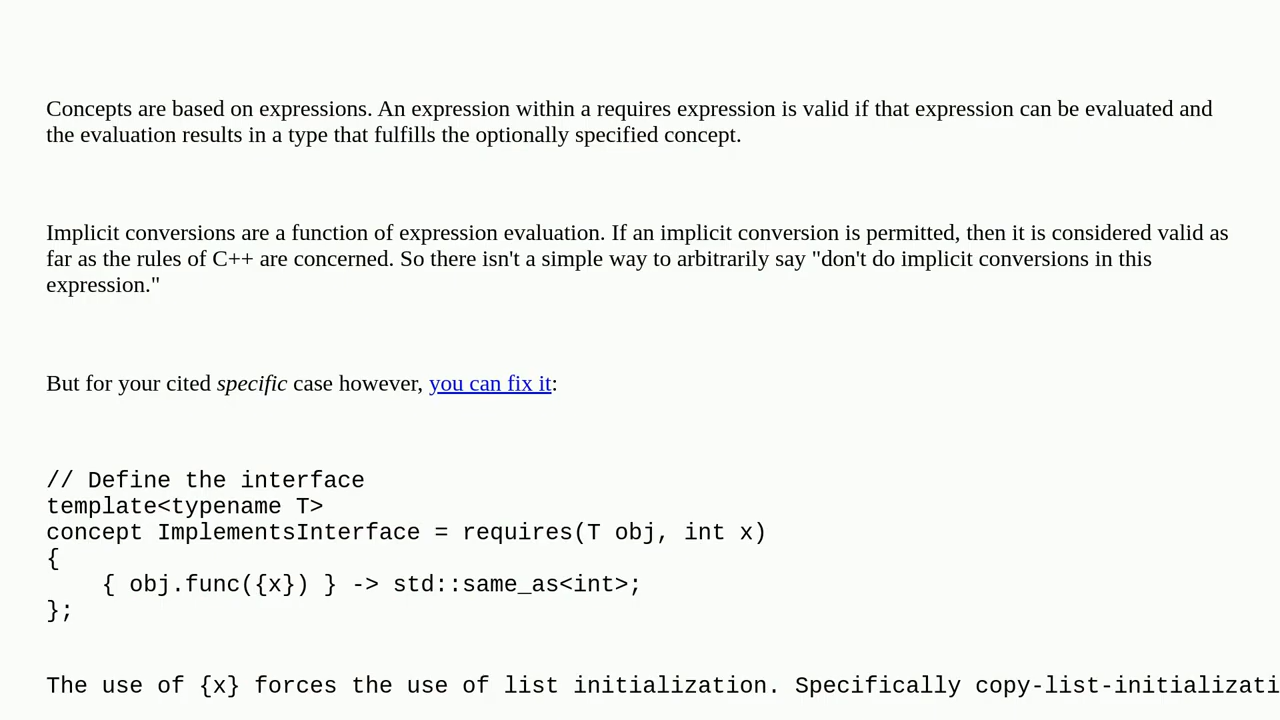 Concepts are based on expressions. An expression within a requires expression is valid if that expression can be evaluated and
the evaluation results in a type that fulfills the optionally specified concept.
Implicit conversions are a function of expression evaluation. If an implicit conversion is permitted, then it is considered valid as
far as the rules of C++ are concerned. So there isn't a simple way to arbitrarily say "don't do implicit conversions in this
expression."
But for your cited specific case however, you can fix it:
// Define the interface
template<typename T>
concept ImplementsInterface = requires(T obj, int x)
{
    { obj.func({x}) } -> std::same_as<int>;
};
The use of {x} forces the use of list initialization. Specifically copy-list-initializati